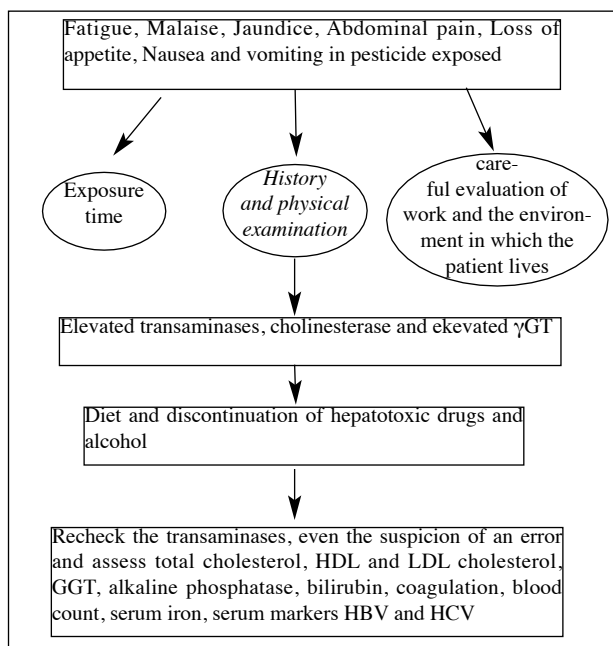 Fatigue, Malaise, Jaundice, Abdominal pain, Loss of
appetite, Nausea and vomiting in pesticide exposed
Exposure
time
History
and physical
examination
care-
ful evaluation of
work and the environ-
ment in which the
patient lives
Elevated transaminases, cholinesterase and ekevated γGT
Diet and discontinuation of hepatotoxic drugs and
alcohol
Recheck the transaminases, even the suspicion of an error
and assess total cholesterol, HDL and LDL cholesterol,
GGT, alkaline phosphatase, bilirubin, coagulation, blood
count, serum iron, serum markers HBV and HCV